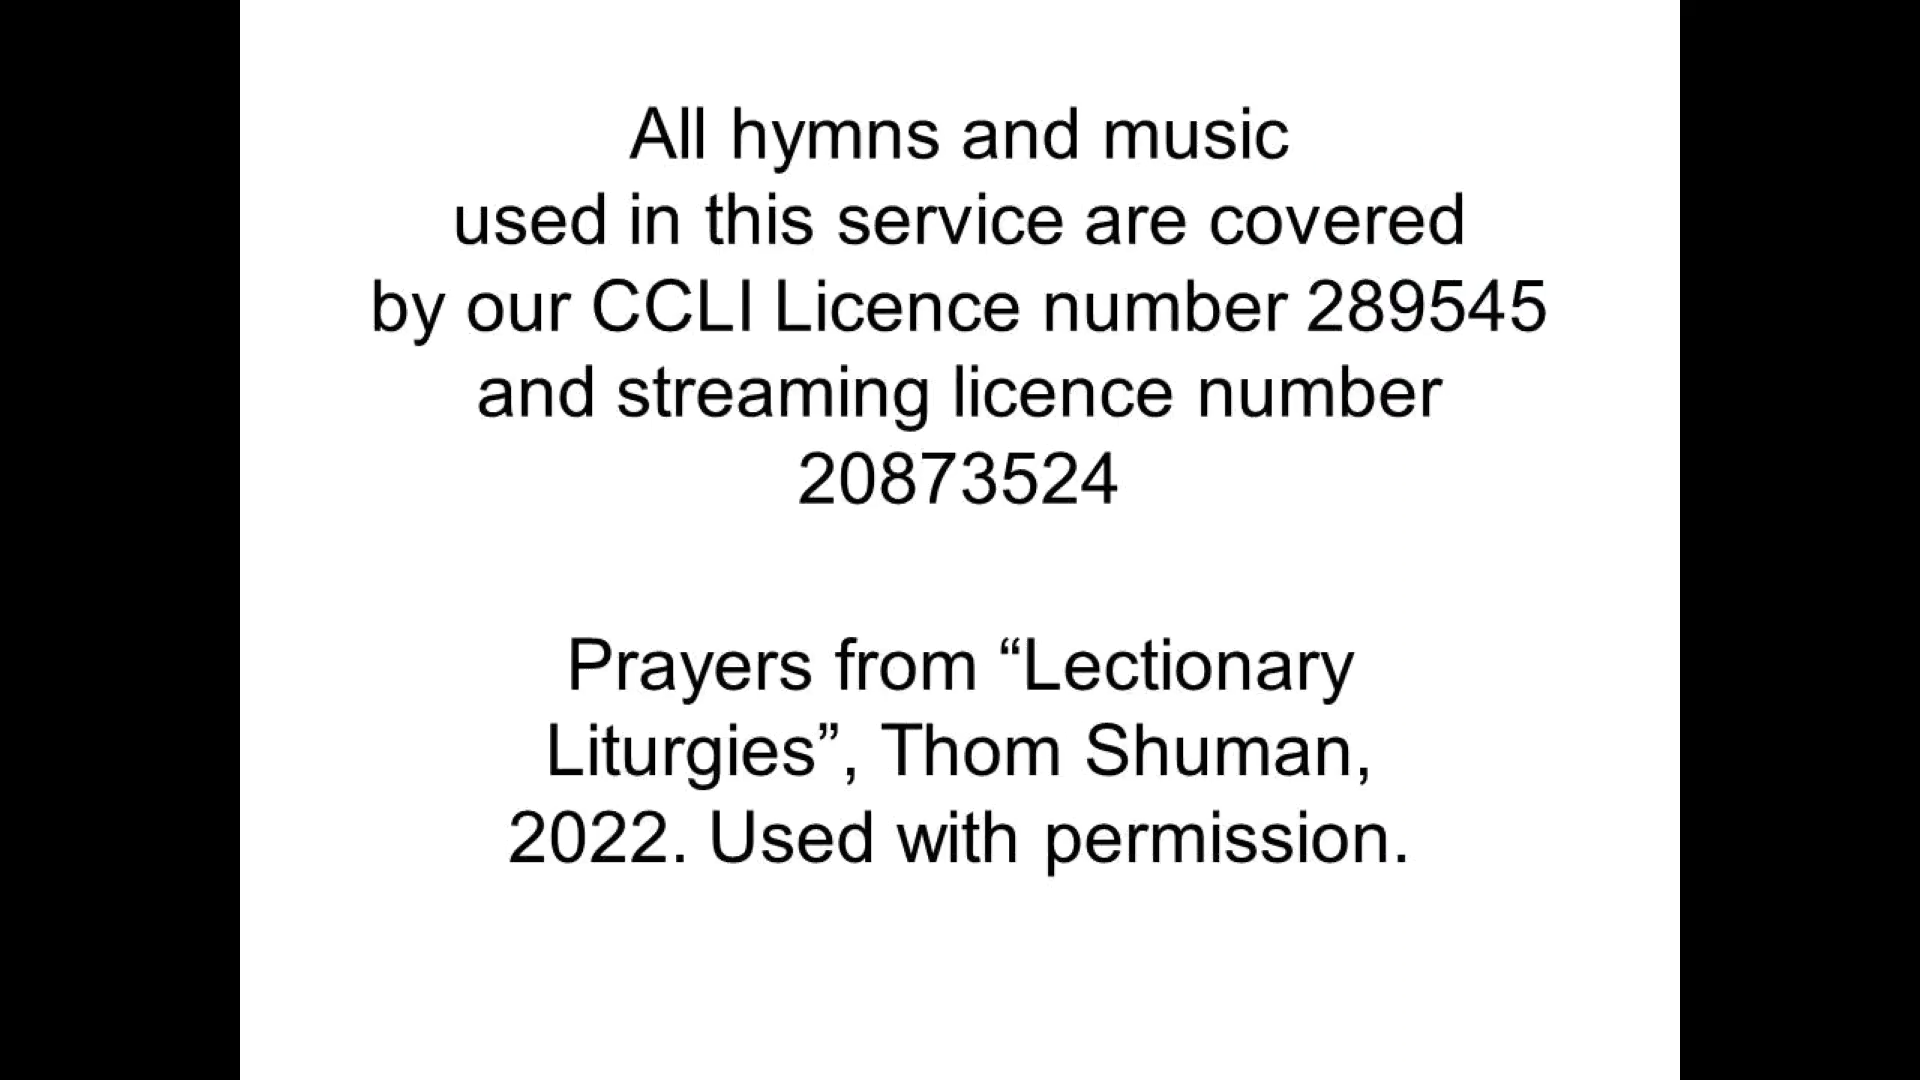 All hymns and music
used in this service are covered
by our CCLI Licence number 289545
and streaming licence number
20873524
Prayers from “Lectionary
Liturgies”, Thom Shuman,
2022. Used with permission.